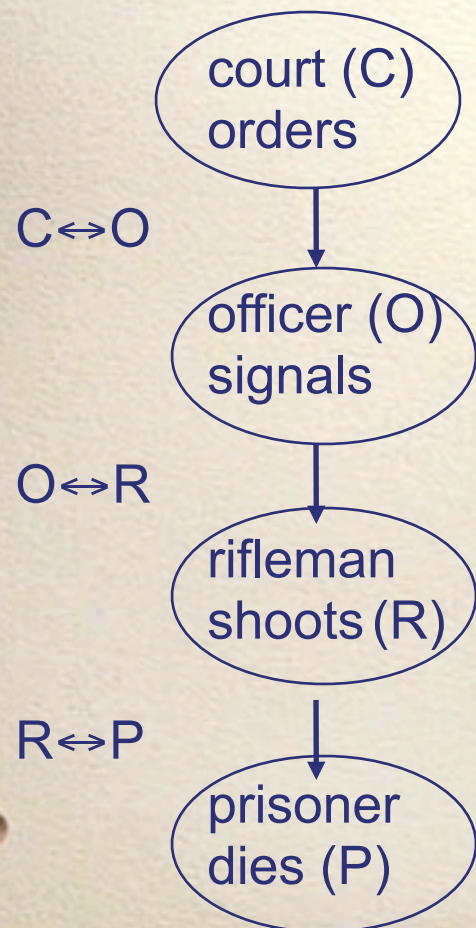 court (C)
orders
C⇔O
officer (O)
signals
O⇔R
rifleman
shoots (R)
R⇔P
prisoner
dies (P)